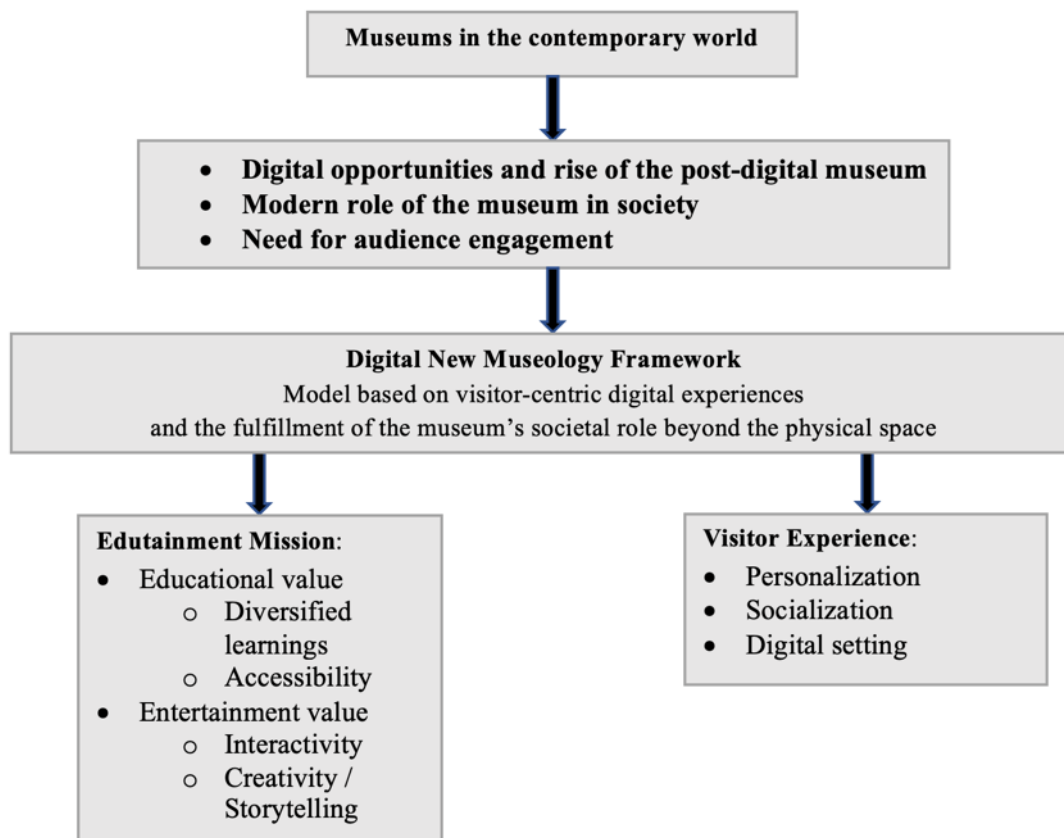 Museums in the contemporary world
• Digital opportunities and rise of the post-digital museum
• Modern role of the museum in society
• Need for audience engagement
Digital New Museology Framework
Model based on visitor-centric digital experiences
and the fulfillment of the museum’s societal role beyond the physical space
Edutainment Mission:
• Educational value
o Diversified
learnings
o Accessibility
• Entertainment value
o Interactivity
o Creativity /
Storytelling
Visitor Experience:
• Personalization
• Socialization
• Digital setting